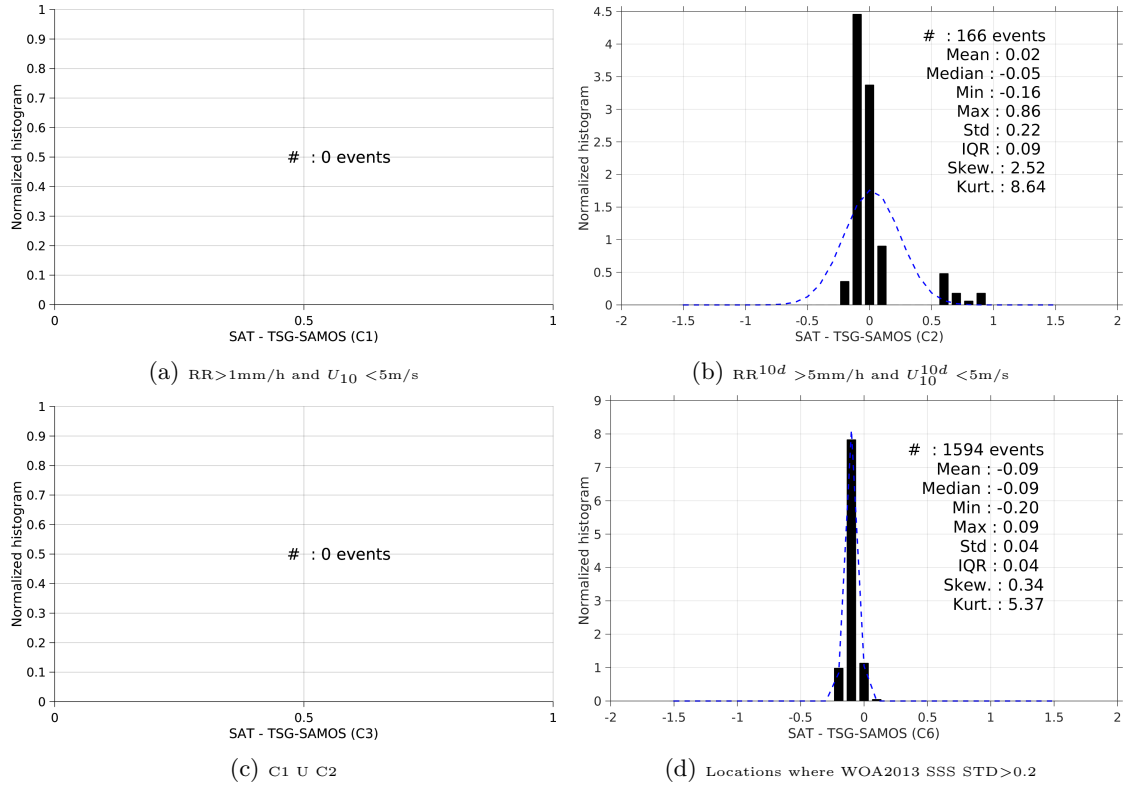 1
0.9
0.8
0.7
0.6
0.5
0.4
0.3
0.2
0.1
0
Normalized histogram
# : 0 events
0 0.5 1
SAT - TSG-SAMOS (C1)
(a) RR>1mm/h and U10 <5m/s
4.5
4
3.5
3
2.5
2
1.5
1
0.5
0
Normalized histogram
# : 166 events
Mean : 0.02
Median : -0.05
Min : -0.16
Max : 0.86
Std : 0.22
IQR : 0.09
Skew. : 2.52
Kurt. : 8.64
-2 -1.5 -1 -0.5 0 0.5 1 1.5 2
SAT - TSG-SAMOS (C2)
(b) RR10d >5mm/h and U10d10 <5m/s
1
0.9
0.8
0.7
0.6
0.5
0.4
0.3
0.2
0.1
0
Normalized histogram
# : 0 events
0 0.5 1
SAT - TSG-SAMOS (C3)
(c) C1 U C2
9
8
7
6
5
4
3
2
1
0
Normalized histogram
# : 1594 events
Mean : -0.09
Median : -0.09
Min : -0.20
Max : 0.09
Std : 0.04
IQR : 0.04
Skew. : 0.34
Kurt. : 5.37
-2 -1.5 -1 -0.5 0 0.5 1 1.5 2
SAT - TSG-SAMOS (C6)
(d) Locations where WOA2013 SSS STD>0.2